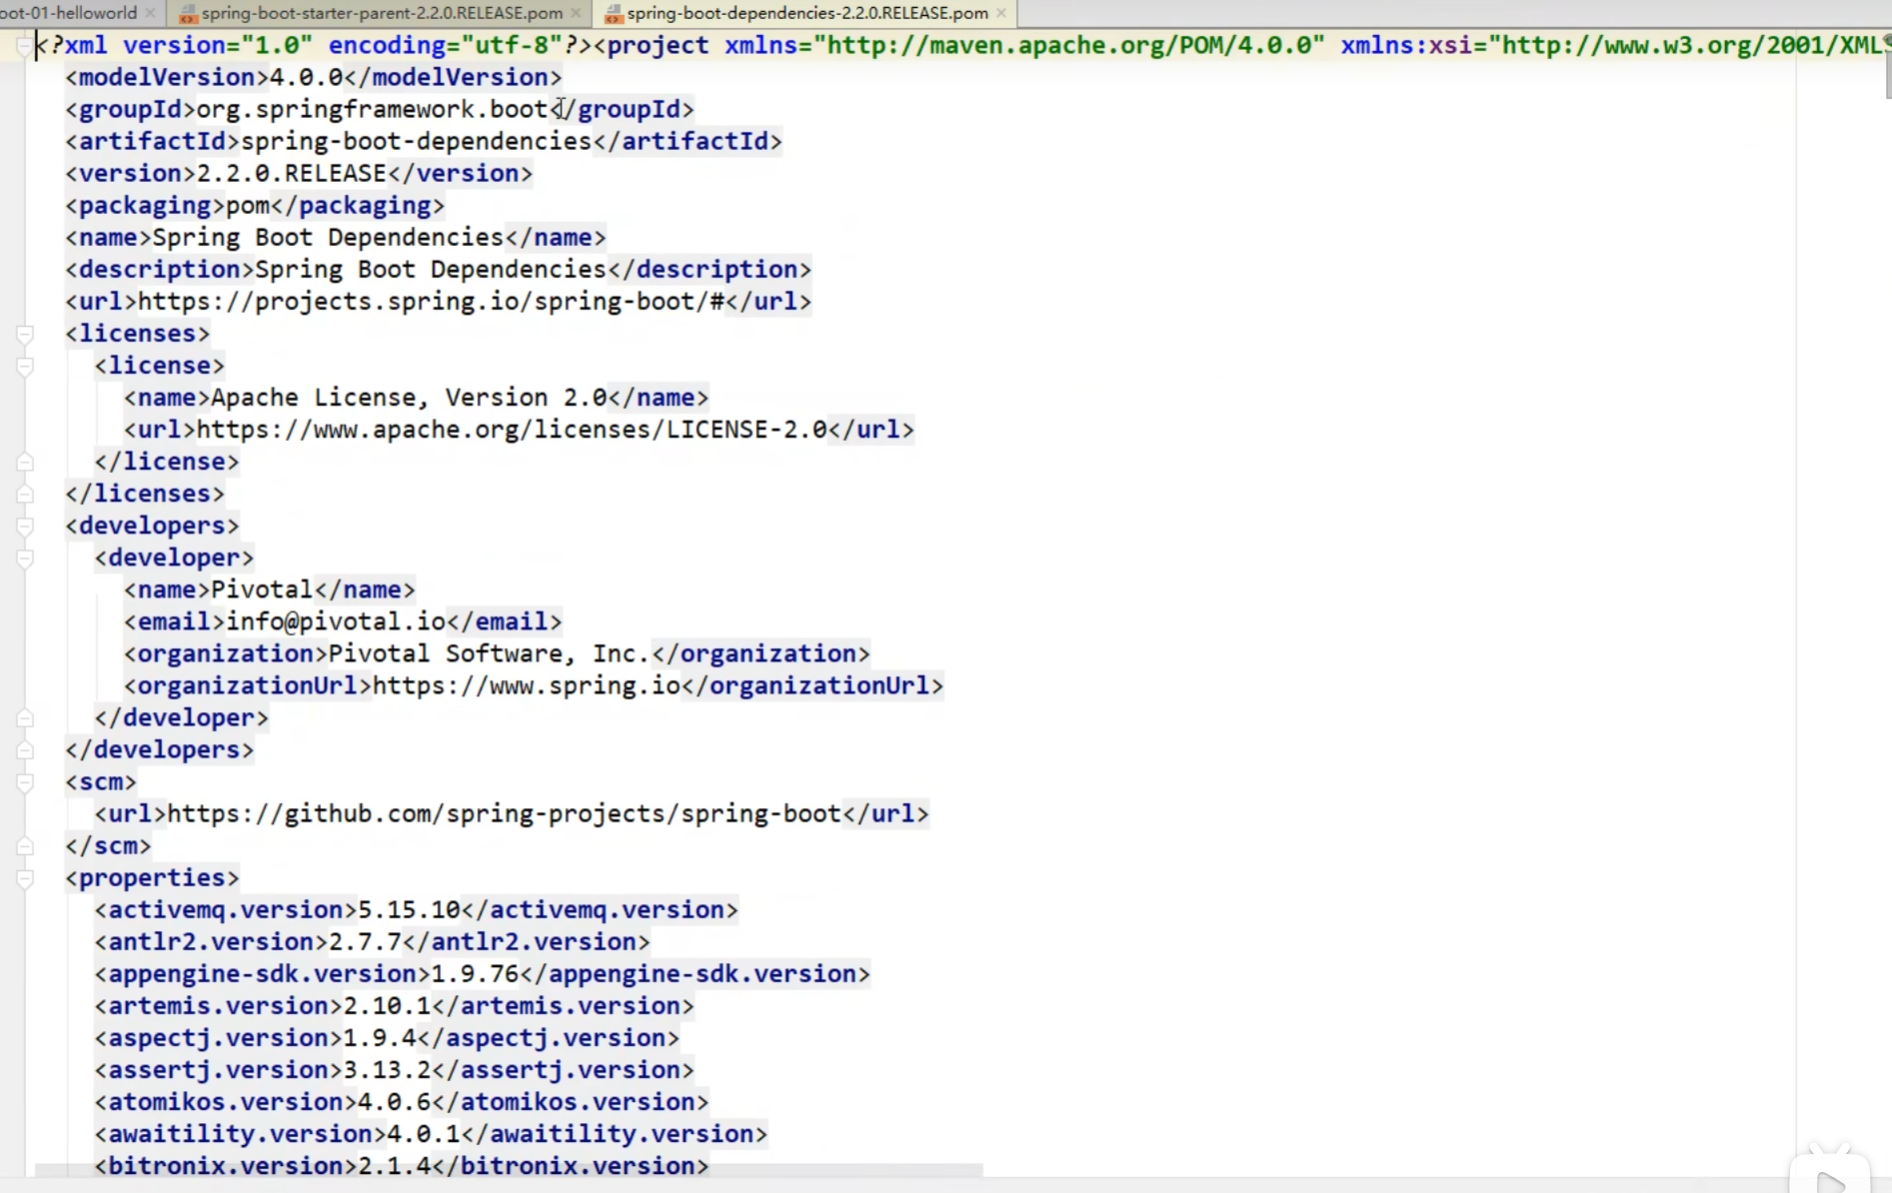 oot-01-helloworld
spring-boot-starter-parent-2.2.0.RELEASE.pom
spring-boot-dependencies-2.2.0.RELEASE.pom
<?xml version="1.0" encoding="utf-8"?><project xmlns="http://maven.apache.org/POM/4.0.0" xmlns:xsi="http://www.w3.org/2001/XML
<modelVersion>4.0.0</modelVersion>
<groupId>org.springframework.boot</groupId>
<artifactId>spring-boot-dependencies</artifactId>
<version>2.2.0.RELEASE</version>
<packaging>pom</packaging>
<name>Spring Boot Dependencies</name>
<description>Spring Boot Dependencies</description>
<url>https://projects.spring.io/spring-boot/#</url>
<licenses>
<license>
<name>Apache License, Version 2.0</name>
<url>https://www.apache.org/licenses/LICENSE-2.0</url>
</license>
</licenses>
<developers>
<developer>
<name>Pivotal</name>
<email>info@pivotal.io</email>
<organization>Pivotal Software, Inc.</organization>
<organizationUrl>https://www.spring.io</organizationUrl>
</developer>
</developers>
<scm>
<url>https://github.com/spring-projects/spring-boot</url>
</scm>
<properties>
<activemq.version>5.15.10</activemq.version>
<antlr2.version>2.7.7</antlr2.version>
<appengine-sdk.version>1.9.76</appengine-sdk.version>
<artemis.version>2.10.1</artemis.version>
<aspectj.version>1.9.4</aspectj.version>
<assertj.version>3.13.2</assertj.version>
<atomikos.version>4.0.6</atomikos.version>
<awaitility.version>4.0.1</awaitility.version>
<bitronix.version>2.1.4</bitronix.version>